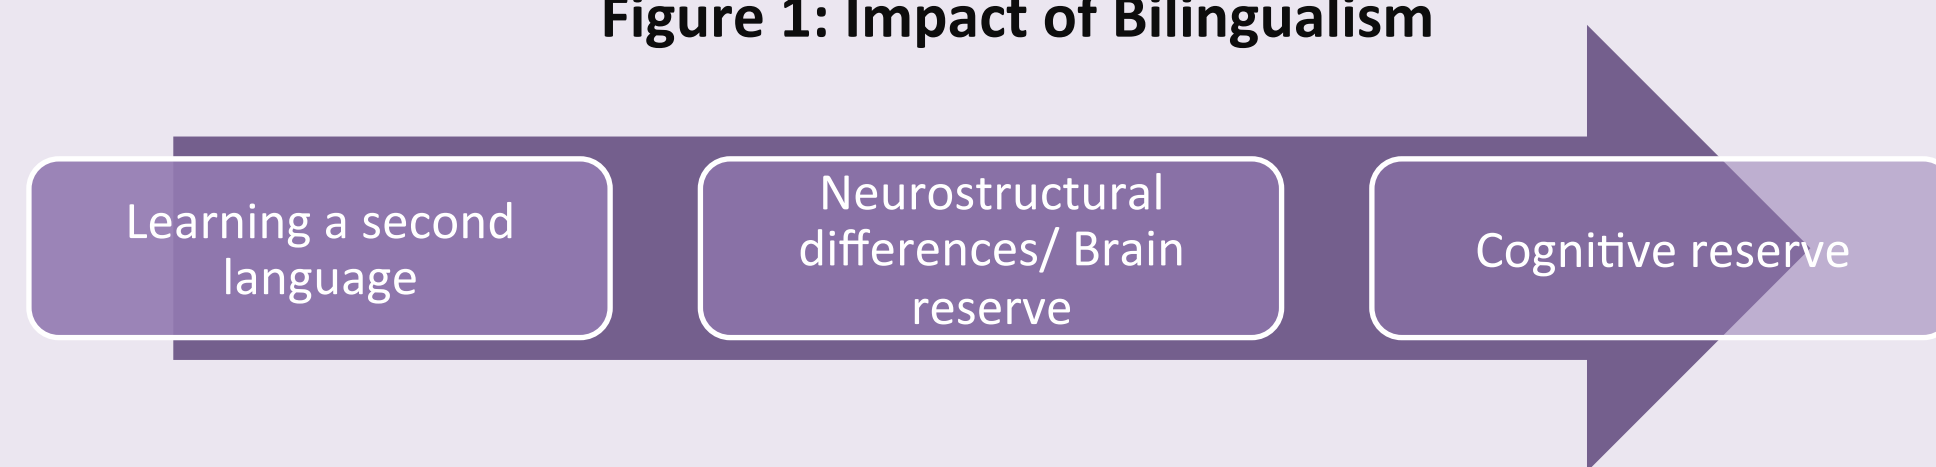 Figure 1: Impact of Bilingualism
Learning a second
language
Neurostructural
differences/ Brain
reserve
Cognitive reserve